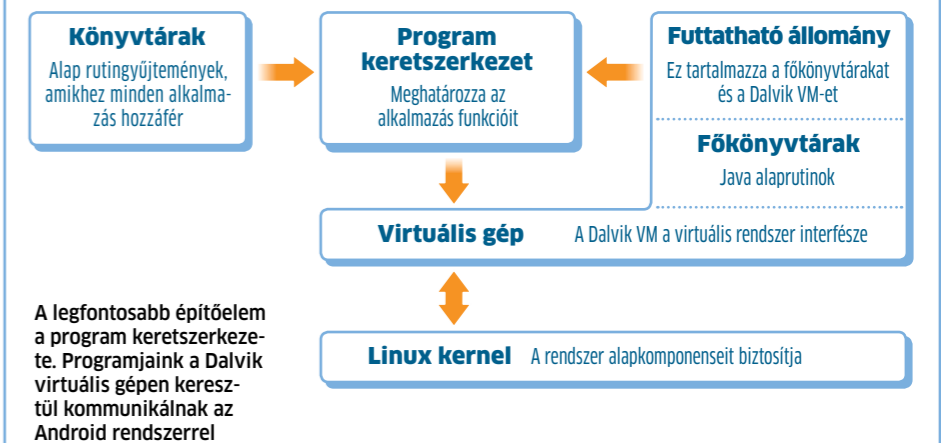 Könyvtárak
Alap rutingyűjtemények,
amikhez minden alkalma-
zás hozzáfér
Program
keretszerkezet
Meghatározza az
alkalmazás funkcióit
Futtatható állomány
Ez tartalmazza a főkönyvtárakat
és a Dalvik VM-et
Főkönyvtárak
Java alaprutinok
Virtuális gép A Dalvik VM a virtuális rendszer interfésze
Linux kernel A rendszer alapkomponenseit biztosítja
A legfontosabb építőelem
a program keretszerkeze-
te. Programjaink a Dalvik
virtuális gépen keresz-
tül kommunikálnak az
Android rendszerrel